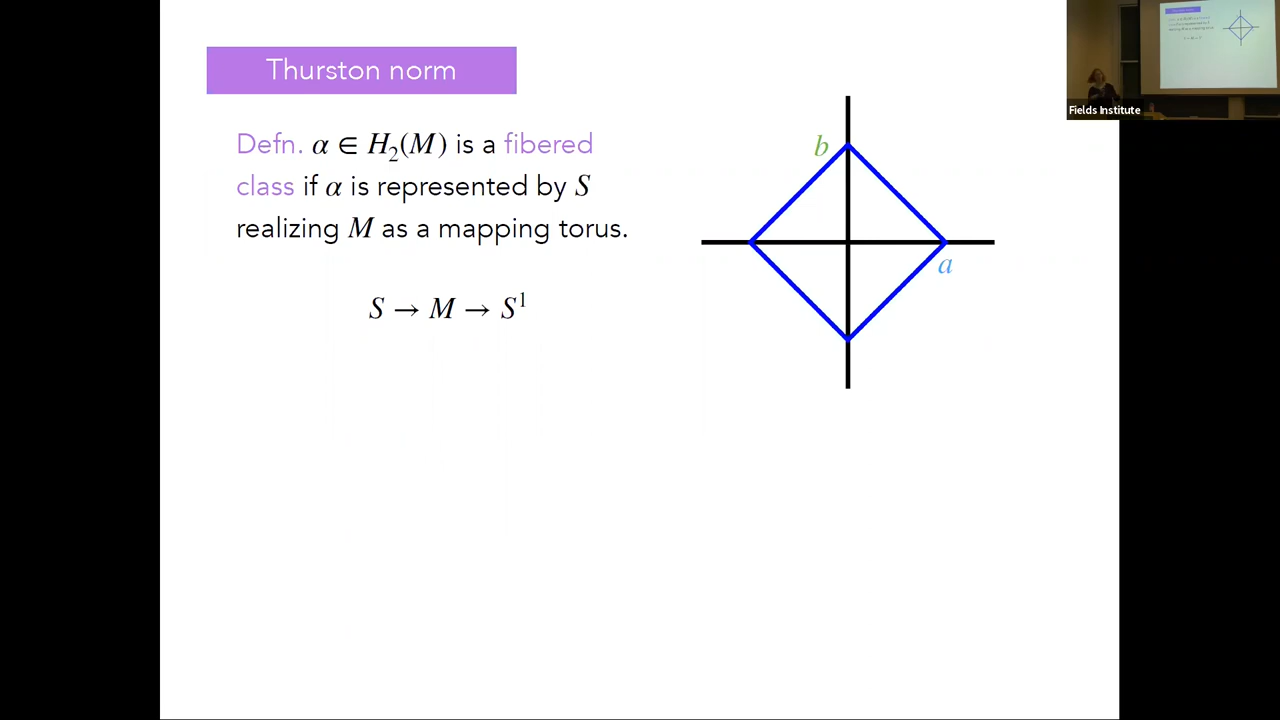 Thurston norm
Defn. α ∈ H₂(M) is a fibered
class if α is represented by S
realizing M as a mapping torus.
S → M → S¹
b
a
Fields Institute